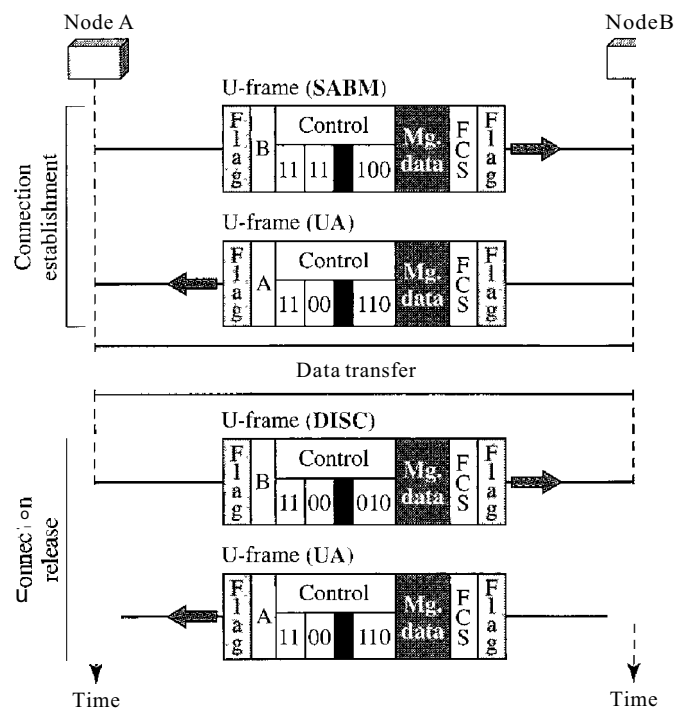 Node A
NodeB
U-frame (SABM)
Flag
B
Control
11 11 100
Mg. data
FCS
Flag
Connection establishment
U-frame (UA)
Flag
A
Control
11 00 110
Mg. data
FCS
Flag
Data transfer
U-frame (DISC)
Flag
B
Control
11 00 010
Mg. data
FCS
Flag
release
U-frame (UA)
Flag
A
Control
11 00 110
Mg. data
FCS
Flag
Time
Time